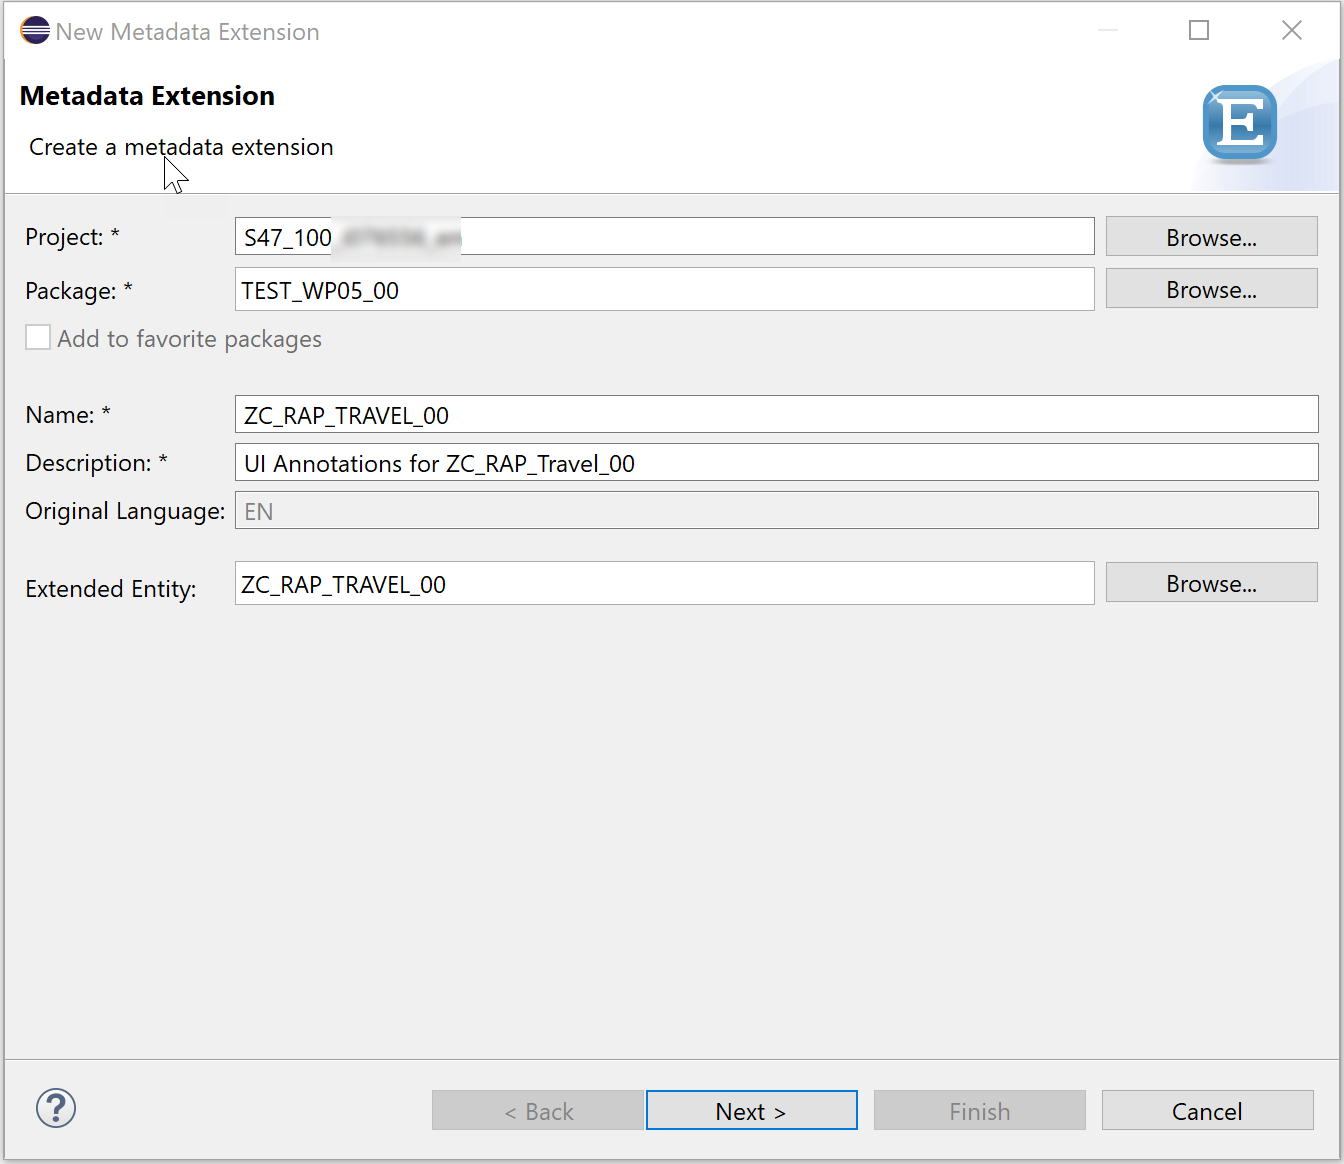 New Metadata Extension
Metadata Extension
Create a metadata extension
E
Project: * S47_100 Browse...
Package: * TEST_WP05_00 Browse...
Add to favorite packages
Name: * ZC_RAP_TRAVEL_00
Description: * UI Annotations for ZC_RAP_Travel_00
Original Language: EN
Extended Entity: ZC_RAP_TRAVEL_00 Browse...
? < Back Next > Finish Cancel